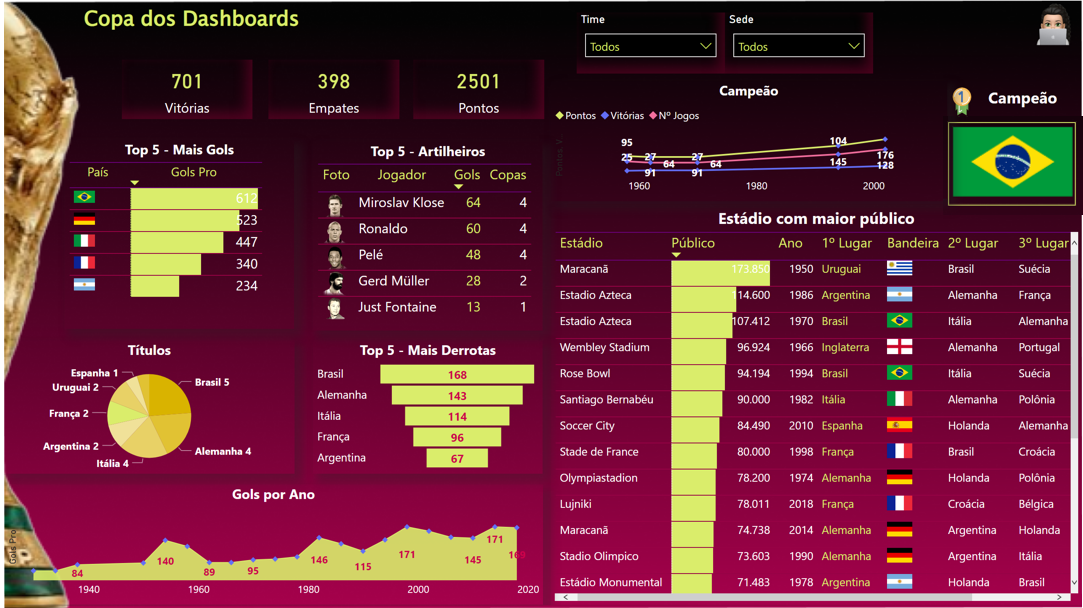 Copa dos Dashboards
Time
Todos
Sede
Todos
701
Vitórias
398
Empates
2501
Pontos
Top 5 - Mais Gols
País Gols Pro
612
523
447
340
234
Top 5 - Artilheiros
Foto Jogador Gols Copas
Miroslav Klose 64 4
Ronaldo 60 4
Pelé 48 4
Gerd Müller 28 2
Just Fontaine 13 1
Campeão
Pontos Vitórias Nº Jogos
95 104
25 27 27 176
64 64
91 91 145 128
1960 1980 2000
1
Campeão
Títulos
Espanha 1
Uruguai 2
França 2
Argentina 2
Itália 4
Alemanha 4
Brasil 5
Top 5 - Mais Derrotas
Brasil 168
Alemanha 143
Itália 114
França 96
Argentina 67
Gols por Ano
Gols Pro
84 140 89 95 146 115 171 145 171
1940 1960 1980 2000 2020
Estádio com maior público
Estádio Público Ano 1º Lugar Bandeira 2º Lugar 3º Lugar
Maracanã 173.850 1950 Uruguai Brasil Suécia
Estadio Azteca 114.600 1986 Argentina Alemanha França
Estadio Azteca 107.412 1970 Brasil Itália Alemanha
Wembley Stadium 96.924 1966 Inglaterra Alemanha Portugal
Rose Bowl 94.194 1994 Brasil Itália Suécia
Santiago Bernabéu 90.000 1982 Itália Alemanha Polônia
Soccer City 84.490 2010 Espanha Holanda Alemanha
Stade de France 80.000 1998 França Brasil Croácia
Olympiastadion 78.200 1974 Alemanha Holanda Polônia
Lujniki 78.011 2018 França Croácia Bélgica
Maracanã 74.738 2014 Alemanha Argentina Holanda
Stadio Olimpico 73.603 1990 Alemanha Argentina Itália
Estádio Monumental 71.483 1978 Argentina Holanda Brasil